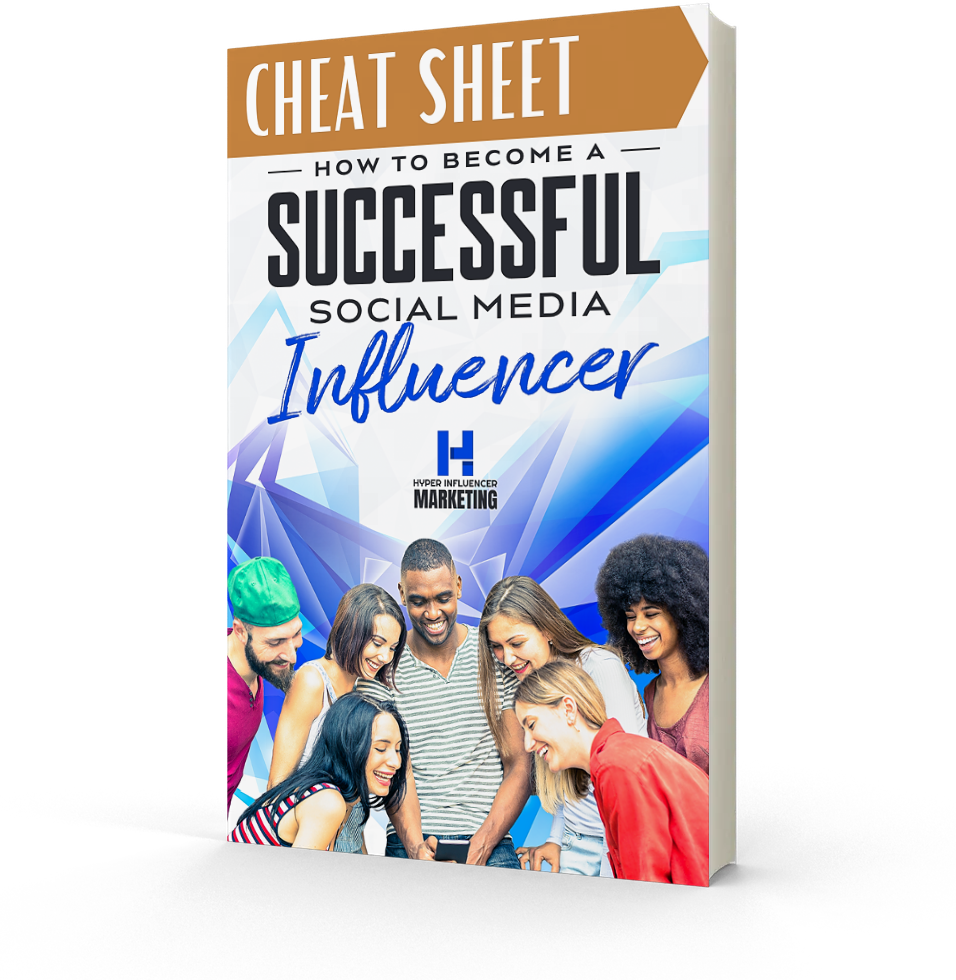 CHEAT SHEET
HOW TO BECOME A
SUCCESSFUL
SOCIAL MEDIA
Influencer
H
HYPER INFLUENCER
MARKETING